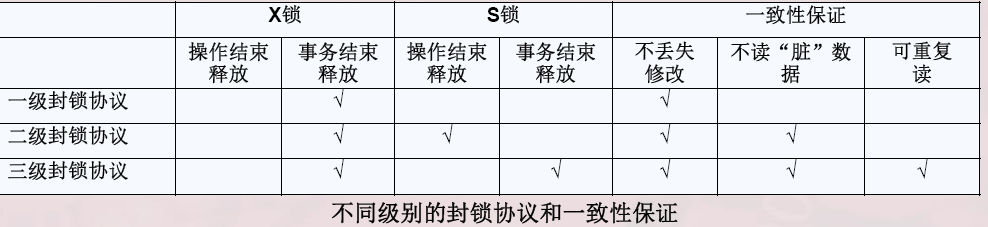 X锁 S锁 一致性保证
操作结束 事务结束 操作结束 事务结束 不丢失 不读“脏”数 可重复
释放 释放 释放 释放 修改 据 读
一级封锁协议 √ √
二级封锁协议 √ √ √ √
三级封锁协议 √ √ √ √ √
不同级别的封锁协议和一致性保证